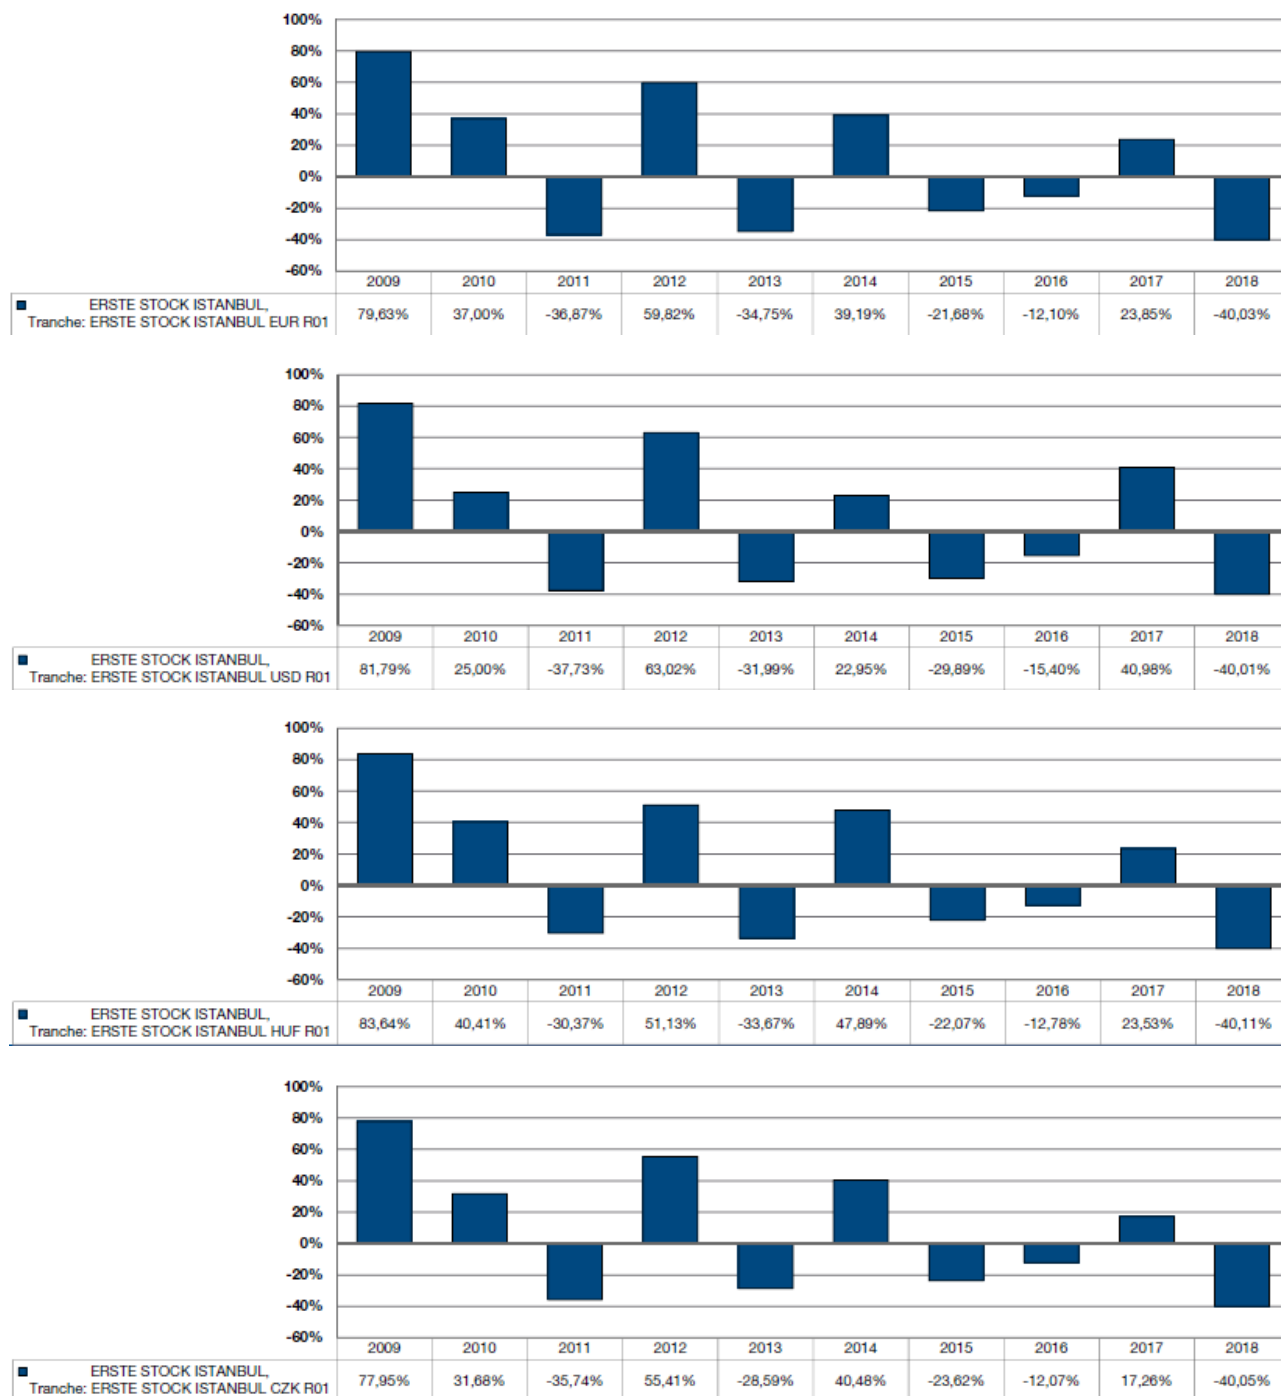 100%
80%
60%
40%
20%
0%
-20%
-40%
-60%
2009 2010 2011 2012 2013 2014 2015 2016 2017 2018
ERSTE STOCK ISTANBUL,
Tranche: ERSTE STOCK ISTANBUL EUR R01
79,63% 37,00% -36,87% 59,82% -34,75% 39,19% -21,68% -12,10% 23,85% -40,03%
100%
80%
60%
40%
20%
0%
-20%
-40%
-60%
2009 2010 2011 2012 2013 2014 2015 2016 2017 2018
ERSTE STOCK ISTANBUL,
Tranche: ERSTE STOCK ISTANBUL USD R01
81,79% 25,00% -37,73% 63,02% -31,99% 22,95% -29,89% -15,40% 40,98% -40,01%
100%
80%
60%
40%
20%
0%
-20%
-40%
-60%
2009 2010 2011 2012 2013 2014 2015 2016 2017 2018
ERSTE STOCK ISTANBUL,
Tranche: ERSTE STOCK ISTANBUL HUF R01
83,64% 40,41% -30,37% 51,13% -33,67% 47,89% -22,07% -12,78% 23,53% -40,11%
100%
80%
60%
40%
20%
0%
-20%
-40%
-60%
2009 2010 2011 2012 2013 2014 2015 2016 2017 2018
ERSTE STOCK ISTANBUL,
Tranche: ERSTE STOCK ISTANBUL CZK R01
77,95% 31,68% -35,74% 55,41% -28,59% 40,48% -23,62% -12,07% 17,26% -40,05%